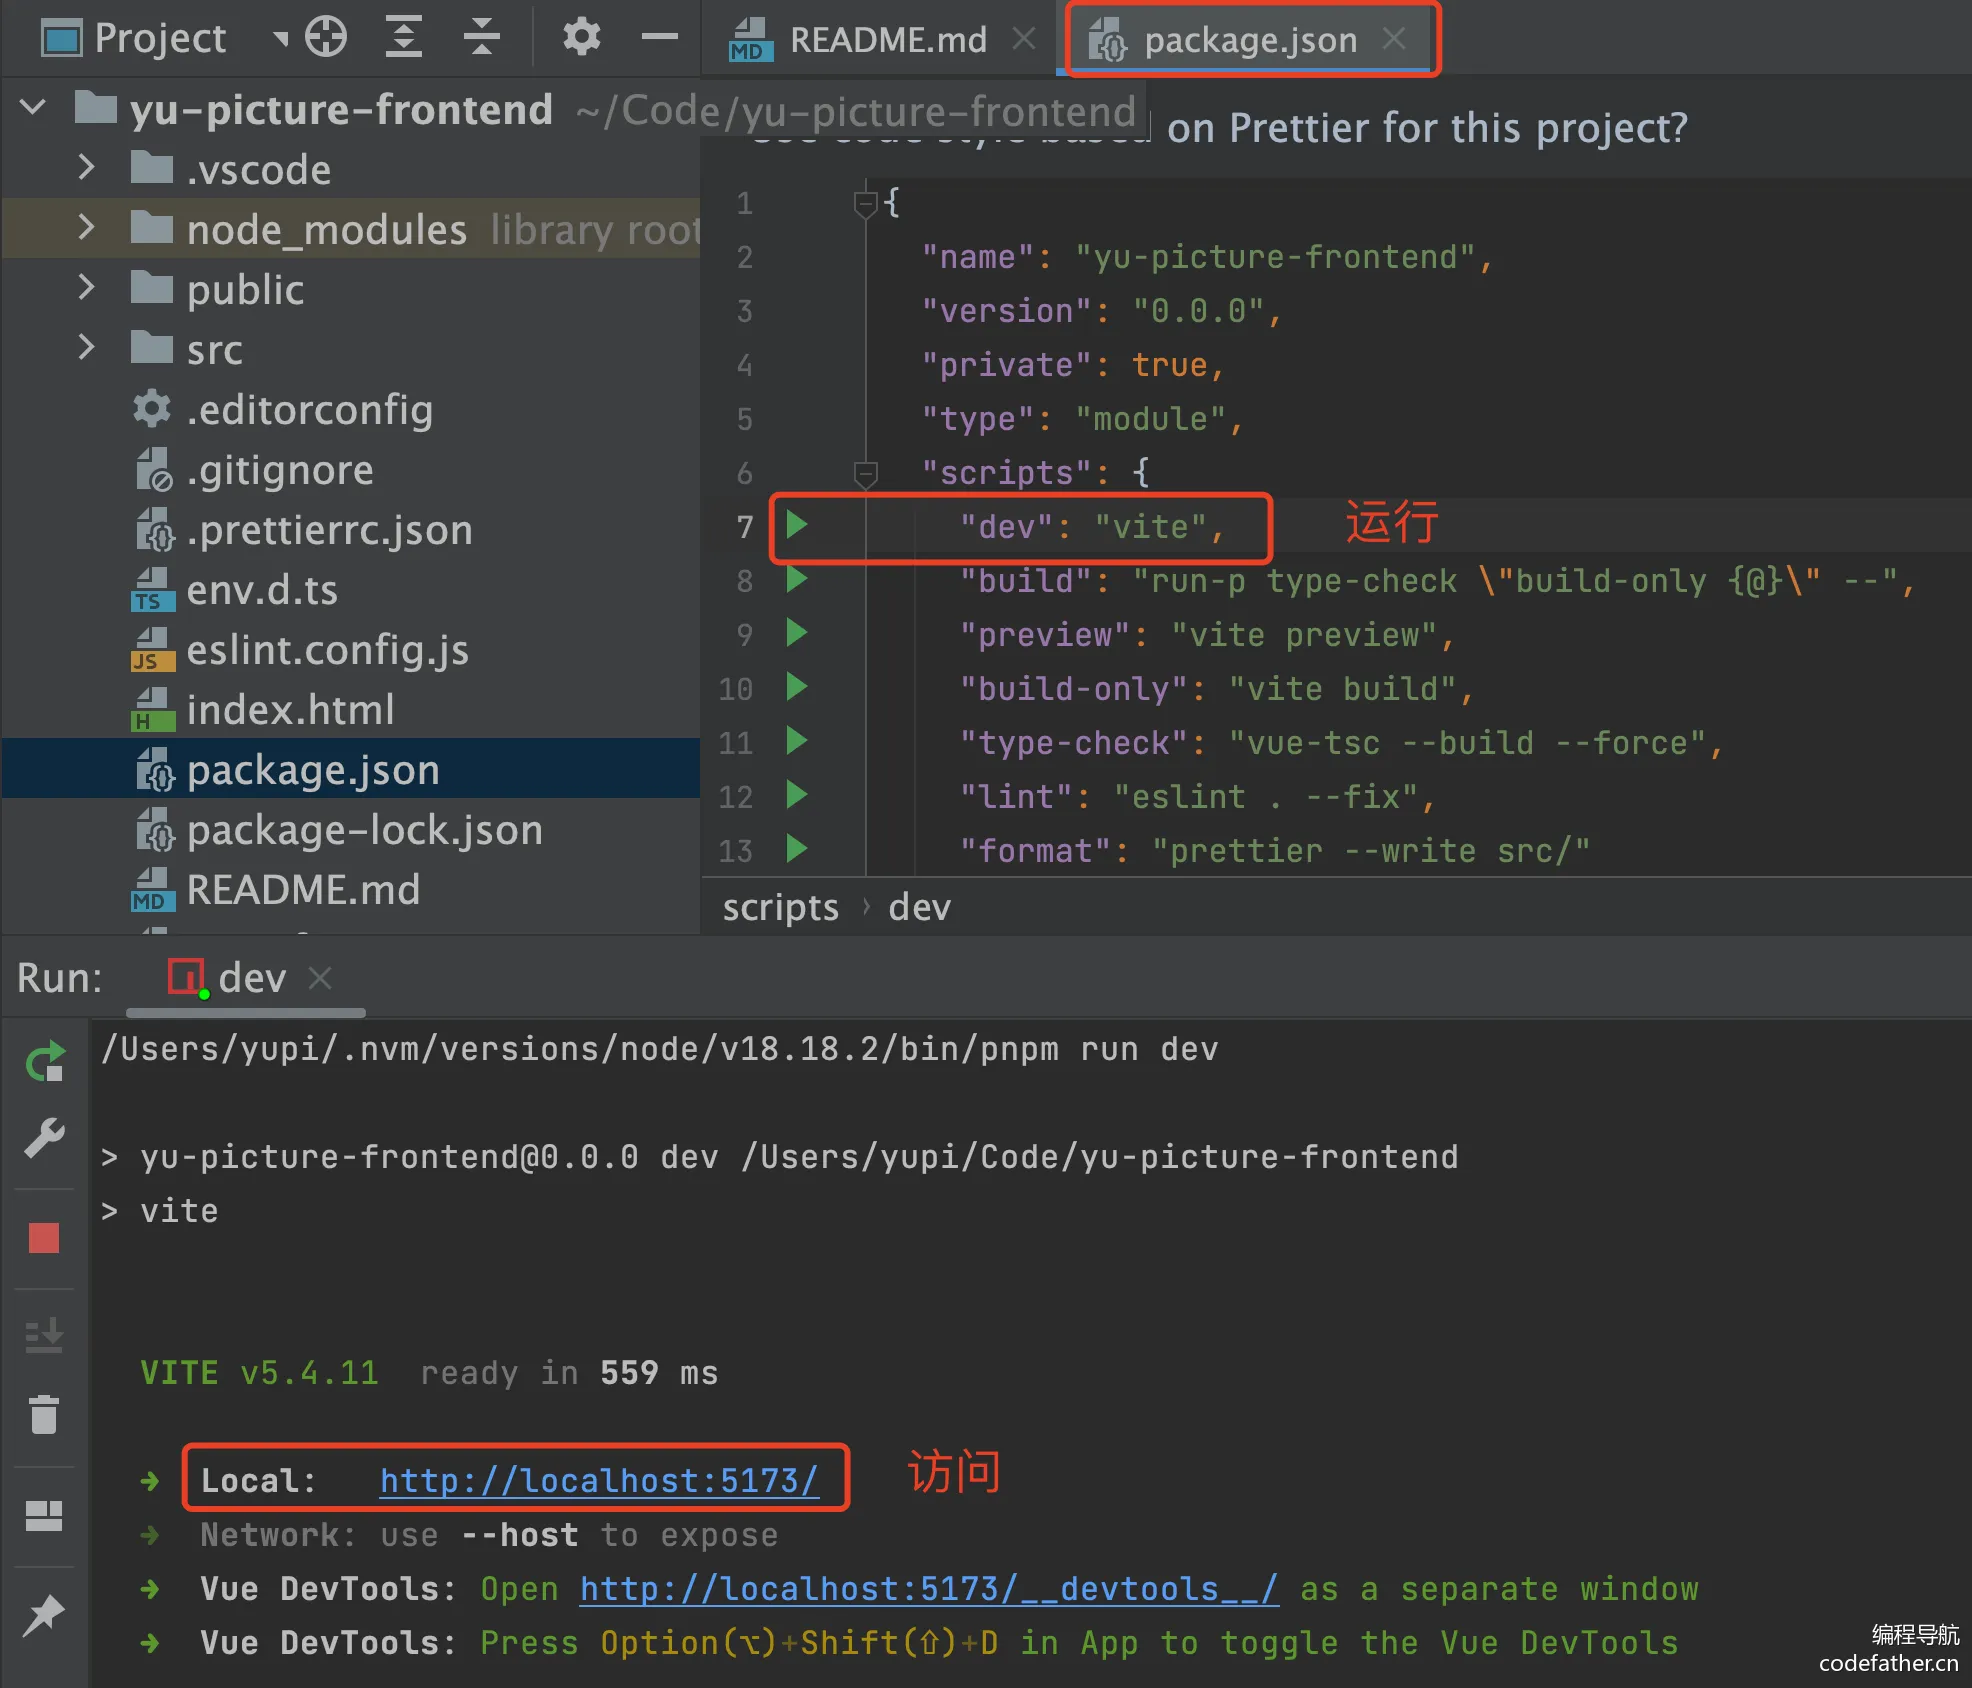 Project
README.md
package.json
yu-picture-frontend ~/Code/yu-picture-frontend
on Prettier for this project?
.vscode
node_modules library root
public
src
.editorconfig
.gitignore
.prettierrc.json
env.d.ts
eslint.config.js
index.html
package.json
package-lock.json
README.md
1 {
2 "name": "yu-picture-frontend",
3 "version": "0.0.0",
4 "private": true,
5 "type": "module",
6 "scripts": {
7 "dev": "vite", 运行
8 "build": "run-p type-check \"build-only {@}\" --",
9 "preview": "vite preview",
10 "build-only": "vite build",
11 "type-check": "vue-tsc --build --force",
12 "lint": "eslint . --fix",
13 "format": "prettier --write src/"
scripts › dev
Run: dev
/Users/yupi/.nvm/versions/node/v18.18.2/bin/pnpm run dev
> yu-picture-frontend@0.0.0 dev /Users/yupi/Code/yu-picture-frontend
> vite
VITE v5.4.11 ready in 559 ms
➜ Local: http://localhost:5173/ 访问
➜ Network: use --host to expose
➜ Vue DevTools: Open http://localhost:5173/__devtools__/ as a separate window
➜ Vue DevTools: Press Option(⌥)+Shift(⇧)+D in App to toggle the Vue DevTools
编程导航
codefather.cn